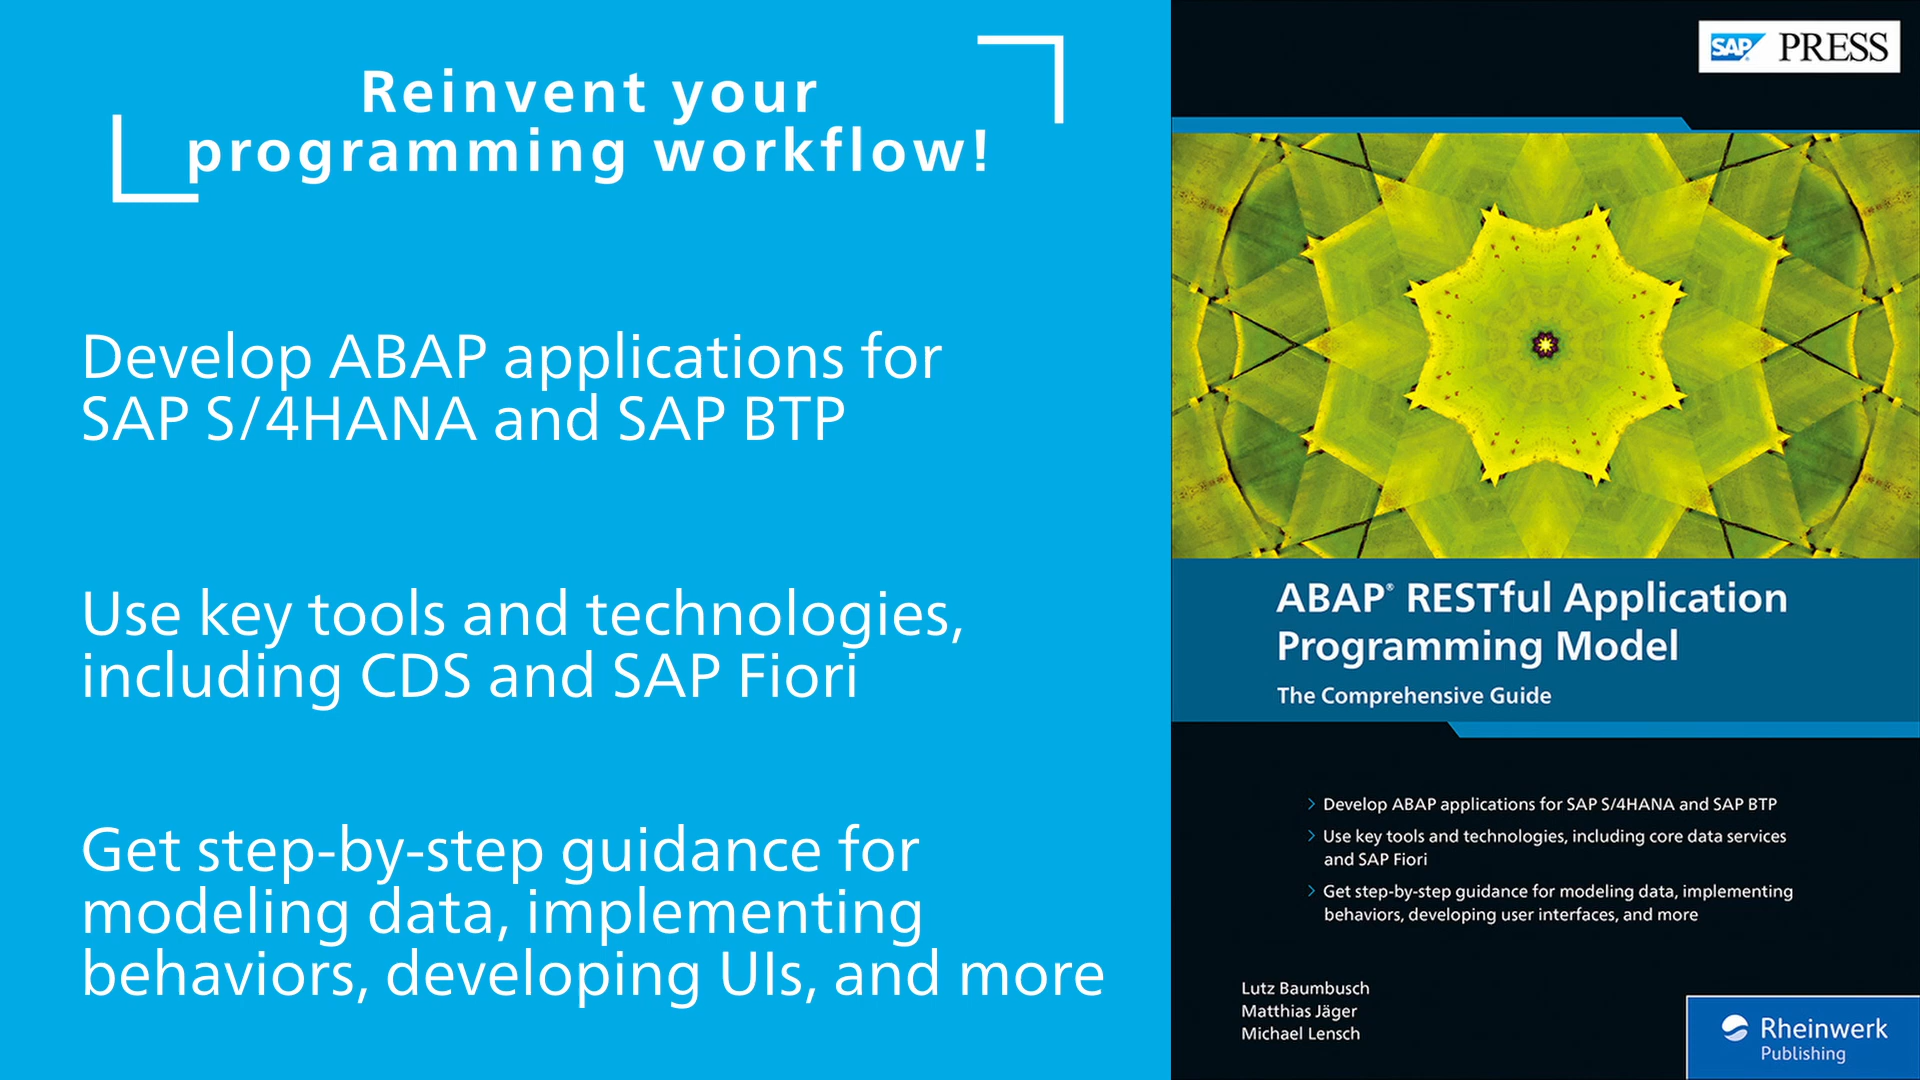 Reinvent your
programming workflow!
Develop ABAP applications for
SAP S/4HANA and SAP BTP
Use key tools and technologies,
including CDS and SAP Fiori
Get step-by-step guidance for
modeling data, implementing
behaviors, developing UIs, and more
SAP PRESS
ABAP® RESTful Application
Programming Model
The Comprehensive Guide
> Develop ABAP applications for SAP S/4HANA and SAP BTP
> Use key tools and technologies, including core data services
and SAP Fiori
> Get step-by-step guidance for modeling data, implementing
behaviors, developing user interfaces, and more
Lutz Baumbusch
Matthias Jäger
Michael Lensch
Rheinwerk
Publishing